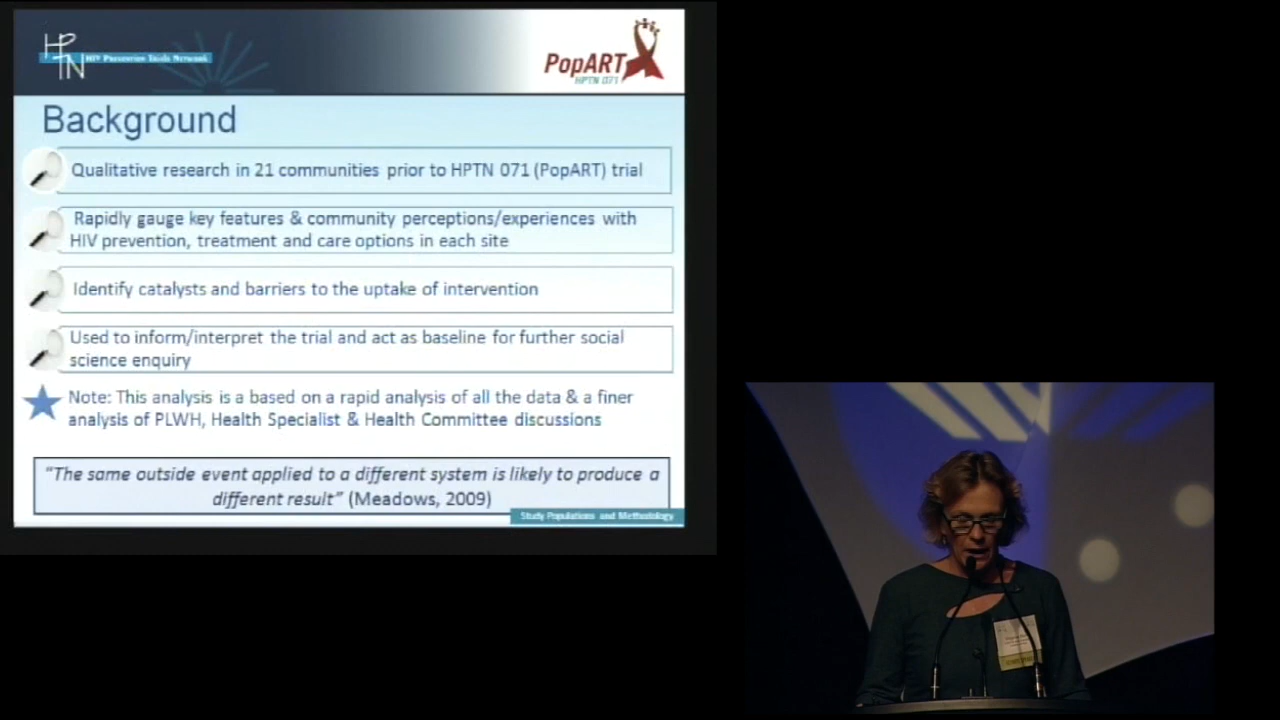 HPTN
HIV Prevention Trials Network
PopART
HPTN 071
Background
Qualitative research in 21 communities prior to HPTN 071 (PopART) trial
Rapidly gauge key features & community perceptions/experiences with
HIV prevention, treatment and care options in each site
Identify catalysts and barriers to the uptake of intervention
Used to inform/interpret the trial and act as baseline for further social
science enquiry
Note: This analysis is a based on a rapid analysis of all the data & a finer
analysis of PLWH, Health Specialist & Health Committee discussions
“The same outside event applied to a different system is likely to produce a
different result” (Meadows, 2009)
Study Populations and Methodology